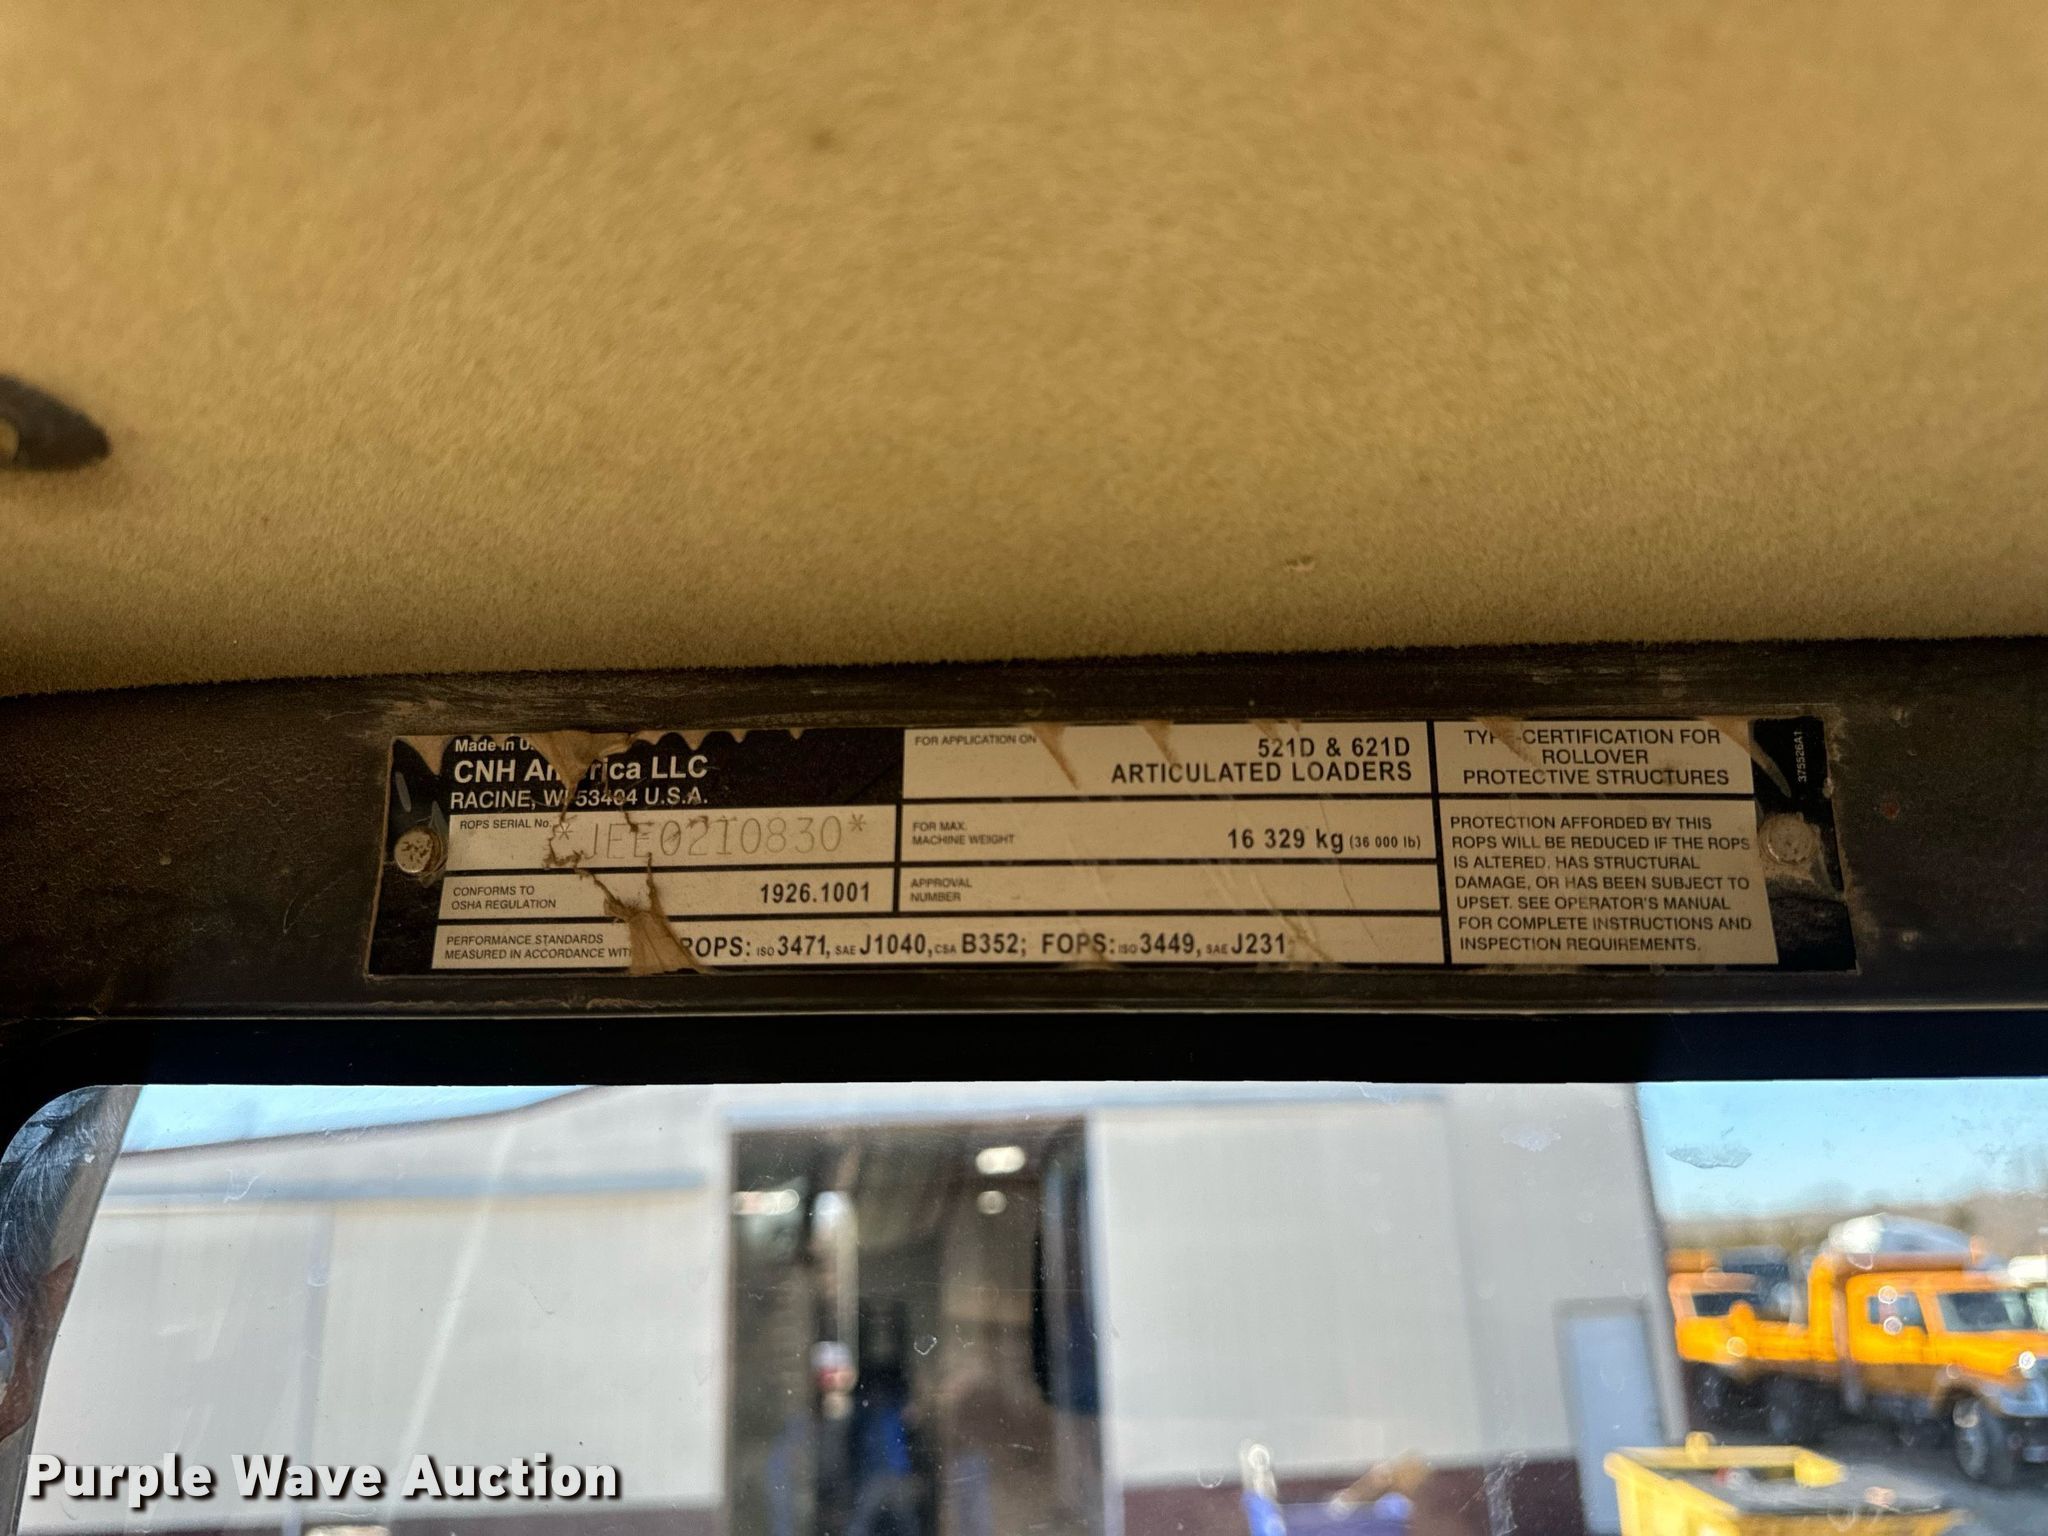 Made in U.
CNH America LLC
RACINE, WI 53404 U.S.A.
ROPS SERIAL No. *JEE0210830*
CONFORMS TO
OSHA REGULATION
1926.1001
FOR APPLICATION ON
521D & 621D
ARTICULATED LOADERS
FOR MAX.
MACHINE WEIGHT
16 329 kg (36 000 lb)
APPROVAL
NUMBER
PERFORMANCE STANDARDS
MEASURED IN ACCORDANCE WITH
ROPS: ISO 3471, SAE J1040, CSA B352; FOPS: ISO 3449, SAE J231
TYPE-CERTIFICATION FOR
ROLLOVER
PROTECTIVE STRUCTURES
PROTECTION AFFORDED BY THIS
ROPS WILL BE REDUCED IF THE ROPS
IS ALTERED. HAS STRUCTURAL
DAMAGE, OR HAS BEEN SUBJECT TO
UPSET. SEE OPERATOR'S MANUAL
FOR COMPLETE INSTRUCTIONS AND
INSPECTION REQUIREMENTS.
375526A1
Purple Wave Auction